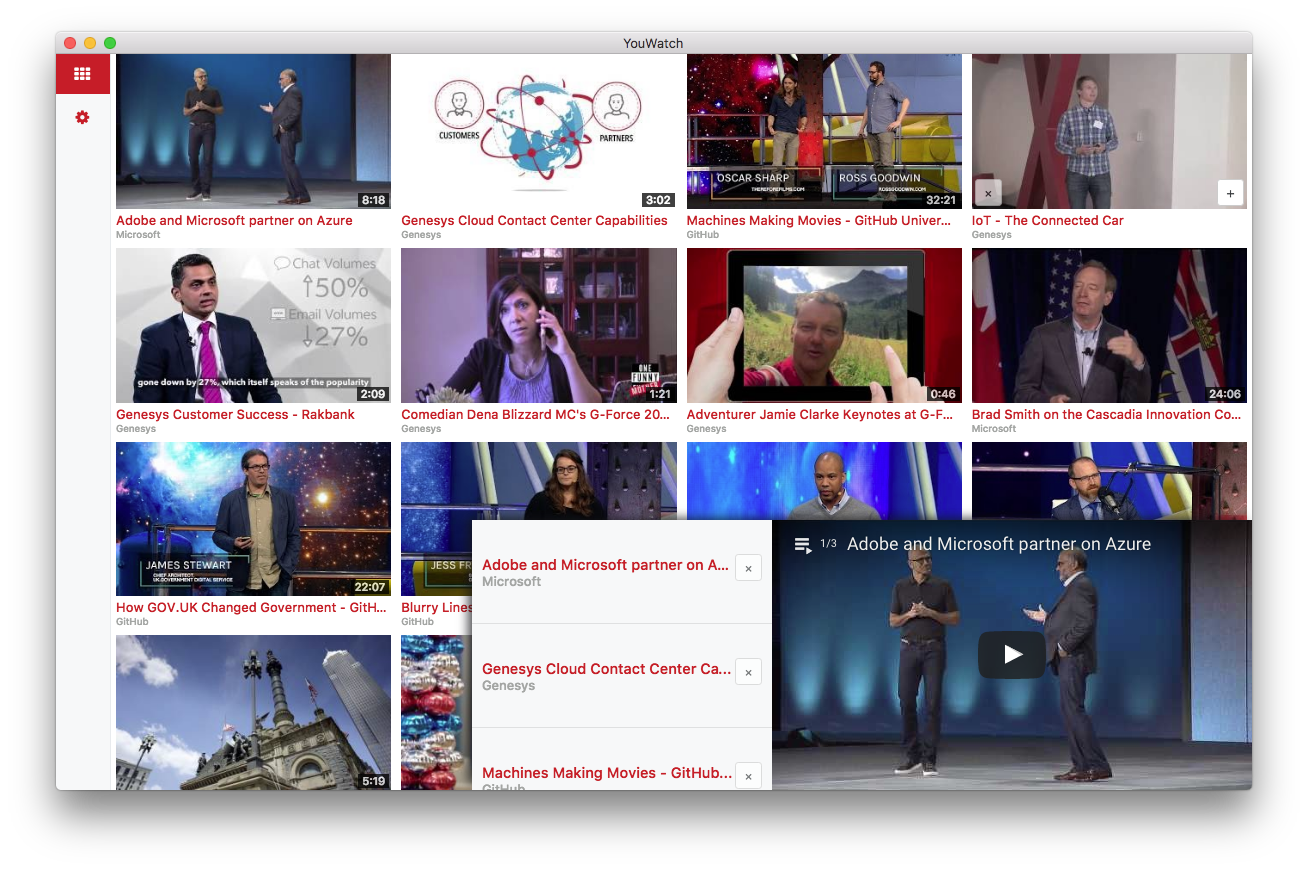 YouWatch
8:18
Adobe and Microsoft partner on Azure
Microsoft
CUSTOMERS
PARTNERS
3:02
Genesys Cloud Contact Center Capabilities
Genesys
OSCAR SHARP
THEREFOREFILMS.COM
ROSS GOODWIN
ROSSGOODWIN.COM
32:21
Machines Making Movies - GitHub Univer...
GitHub
×
+
IoT - The Connected Car
Genesys
Chat Volumes
↑50%
Email Volumes
↓27%
gone down by 27%, which itself speaks of the popularity
2:09
Genesys Customer Success - Rakbank
Genesys
ONE
FUNNY
MOTHER
1:21
Comedian Dena Blizzard MC's G-Force 20...
Genesys
0:46
Adventurer Jamie Clarke Keynotes at G-F...
Genesys
24:06
Brad Smith on the Cascadia Innovation Co...
Microsoft
JAMES STEWART
CHIEF ARCHITECT,
UK GOVERNMENT DIGITAL SERVICE
22:07
How GOV.UK Changed Government - GitH...
GitHub
JESS FR
Blurry Lines
GitHub
5:19
Adobe and Microsoft partner on A...
Microsoft
×
Genesys Cloud Contact Center Ca...
Genesys
×
Machines Making Movies - GitHub...
GitHub
×
1/3 Adobe and Microsoft partner on Azure